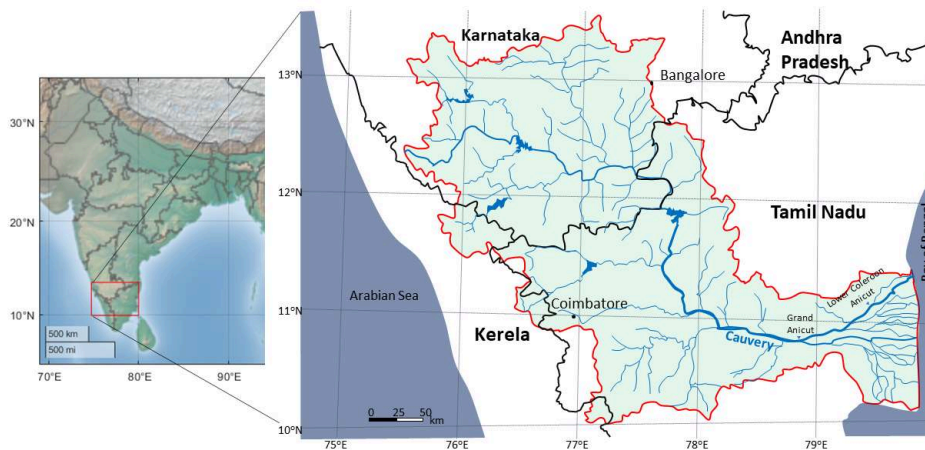 30°N
20°N
10°N
500 km
500 mi
70°E
80°E
90°E
Karnataka
Andhra
Pradesh
13°N
Bangalore
12°N
Tamil Nadu
Arabian Sea
11°N
Coimbatore
Kerela
Lower Coleroon
Anicut
Grand
Anicut
Cauvery
0 25 50
km
10°N
75°E
76°E
77°E
78°E
79°E